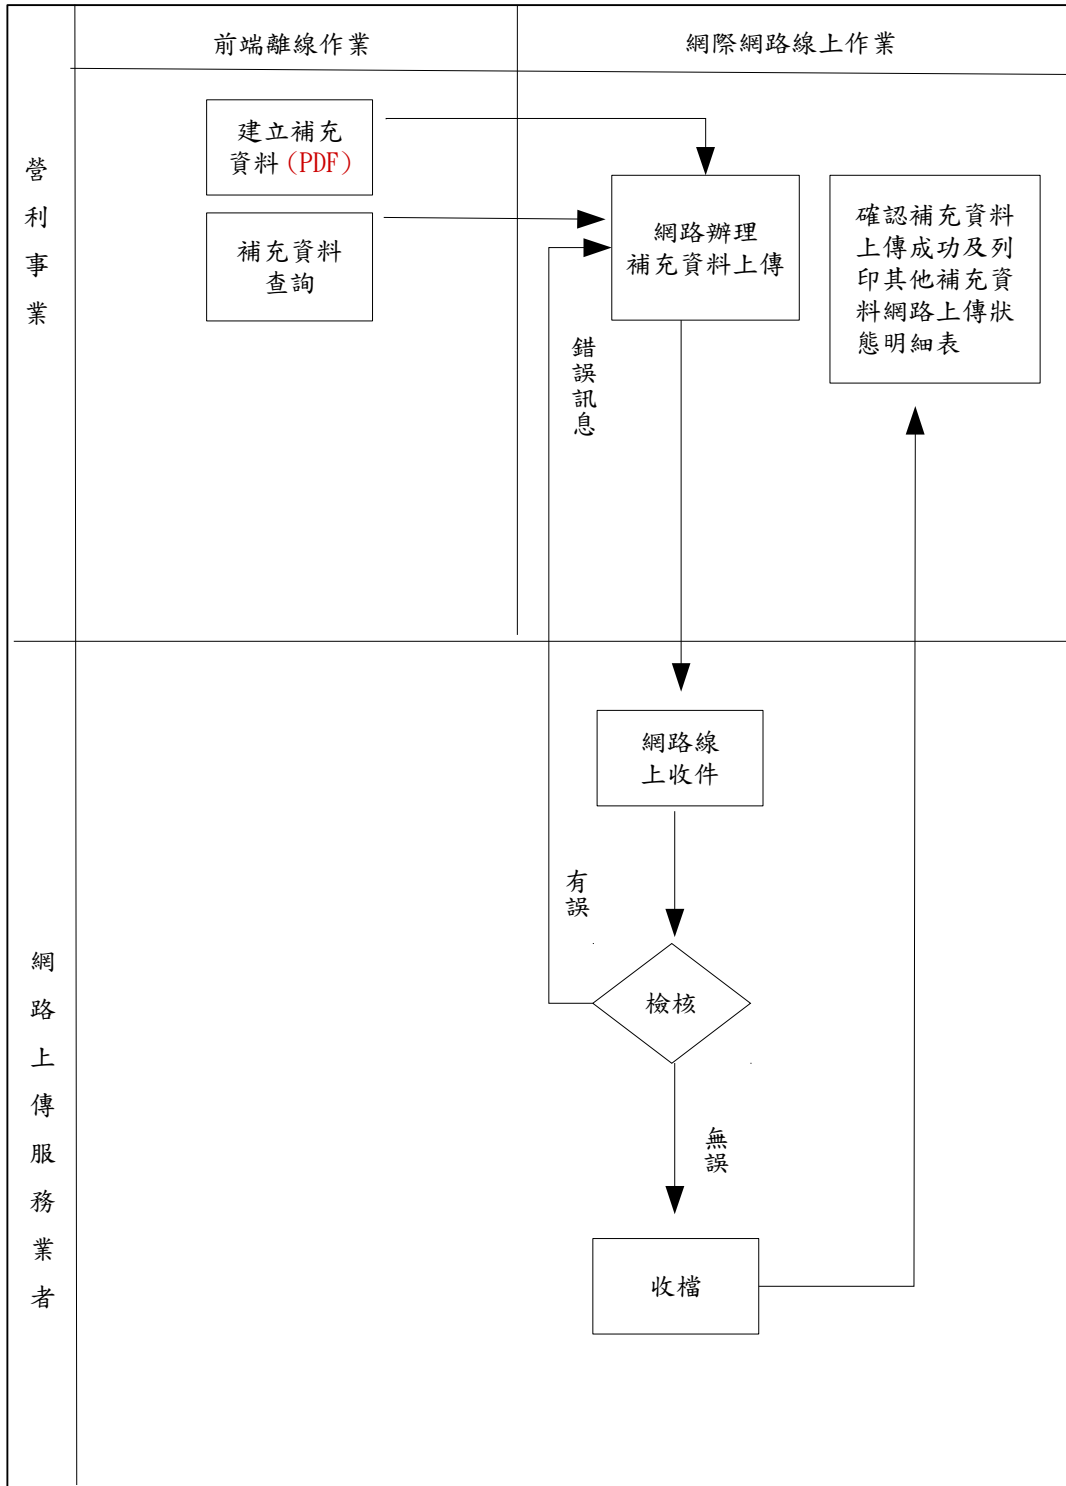 前端離線作業
網際網路線上作業
營利事業
建立補充
資料(PDF)
補充資料
查詢
網路辦理
補充資料上傳
確認補充資料
上傳成功及列
印其他補充資
料網路上傳狀
態明細表
錯誤訊息
網路上傳服務業者
網路線
上收件
有誤
檢核
無誤
收檔